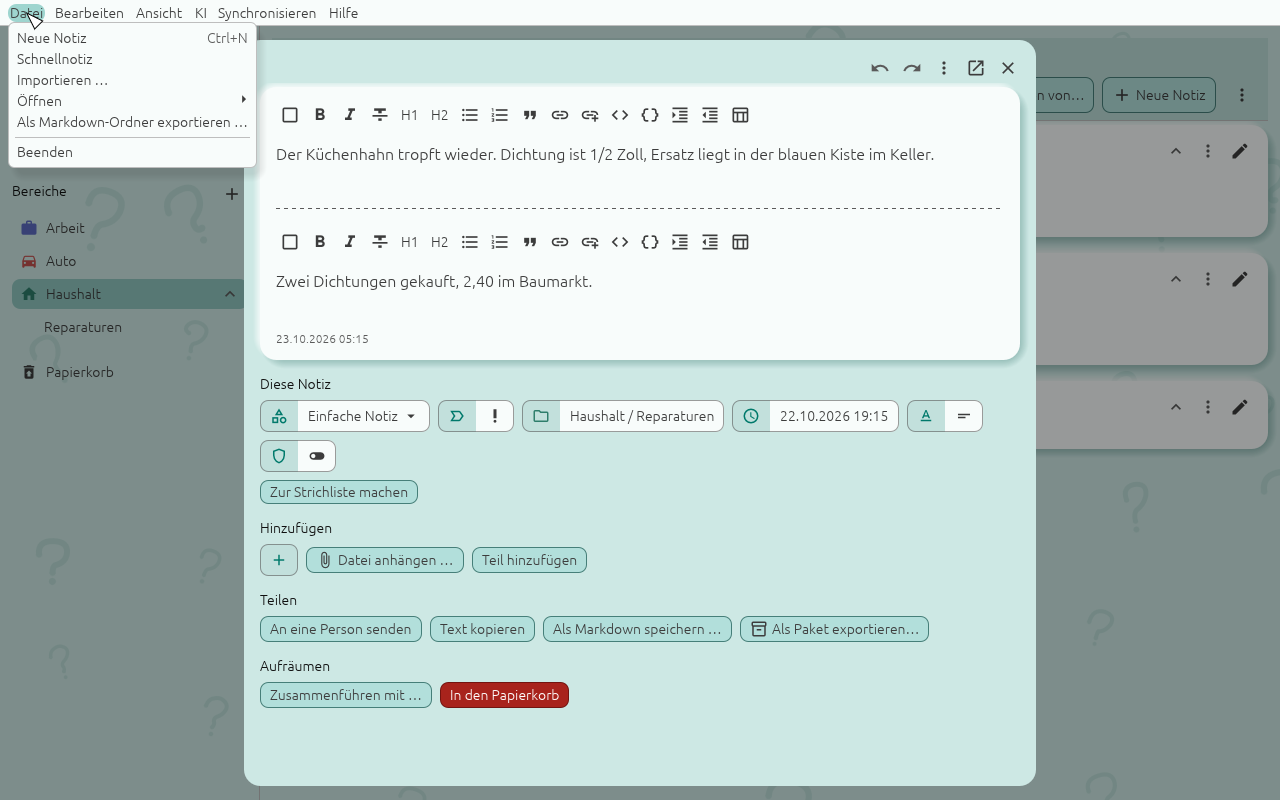 Datei Bearbeiten Ansicht KI Synchronisieren Hilfe
Neue Notiz Ctrl+N
Schnellnotiz
Importieren …
Öffnen
Als Markdown-Ordner exportieren …
Beenden
Bereiche
Arbeit
Auto
Haushalt
Reparaturen
Papierkorb
n von…
Neue Notiz
H1 H2
Der Küchenhahn tropft wieder. Dichtung ist 1/2 Zoll, Ersatz liegt in der blauen Kiste im Keller.
H1 H2
Zwei Dichtungen gekauft, 2,40 im Baumarkt.
23.10.2026 05:15
Diese Notiz
Einfache Notiz
Haushalt / Reparaturen
22.10.2026 19:15
Zur Strichliste machen
Hinzufügen
Datei anhängen …
Teil hinzufügen
Teilen
An eine Person senden
Text kopieren
Als Markdown speichern …
Als Paket exportieren…
Aufräumen
Zusammenführen mit …
In den Papierkorb